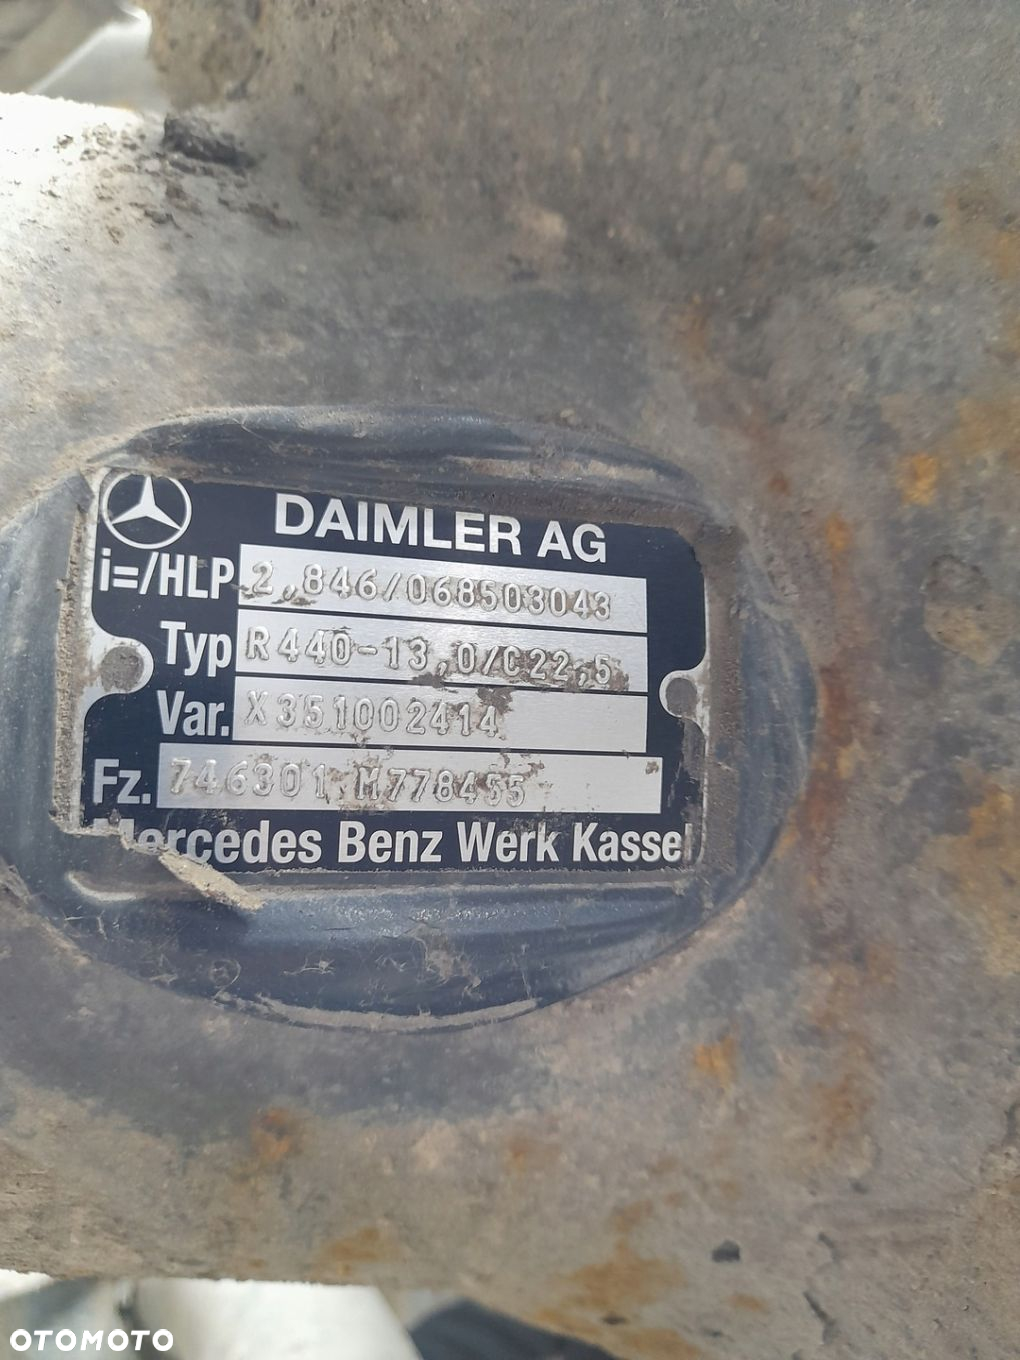 DAIMLER AG
i=/HLP 2,846/068503043
Typ R440-13,0/C22,5
Var. X351002414
Fz. 746301 M778455
Mercedes Benz Werk Kassel
OTOMOTO